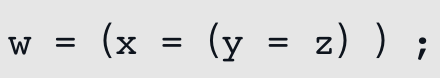 w = (x = (y = z) ) ;